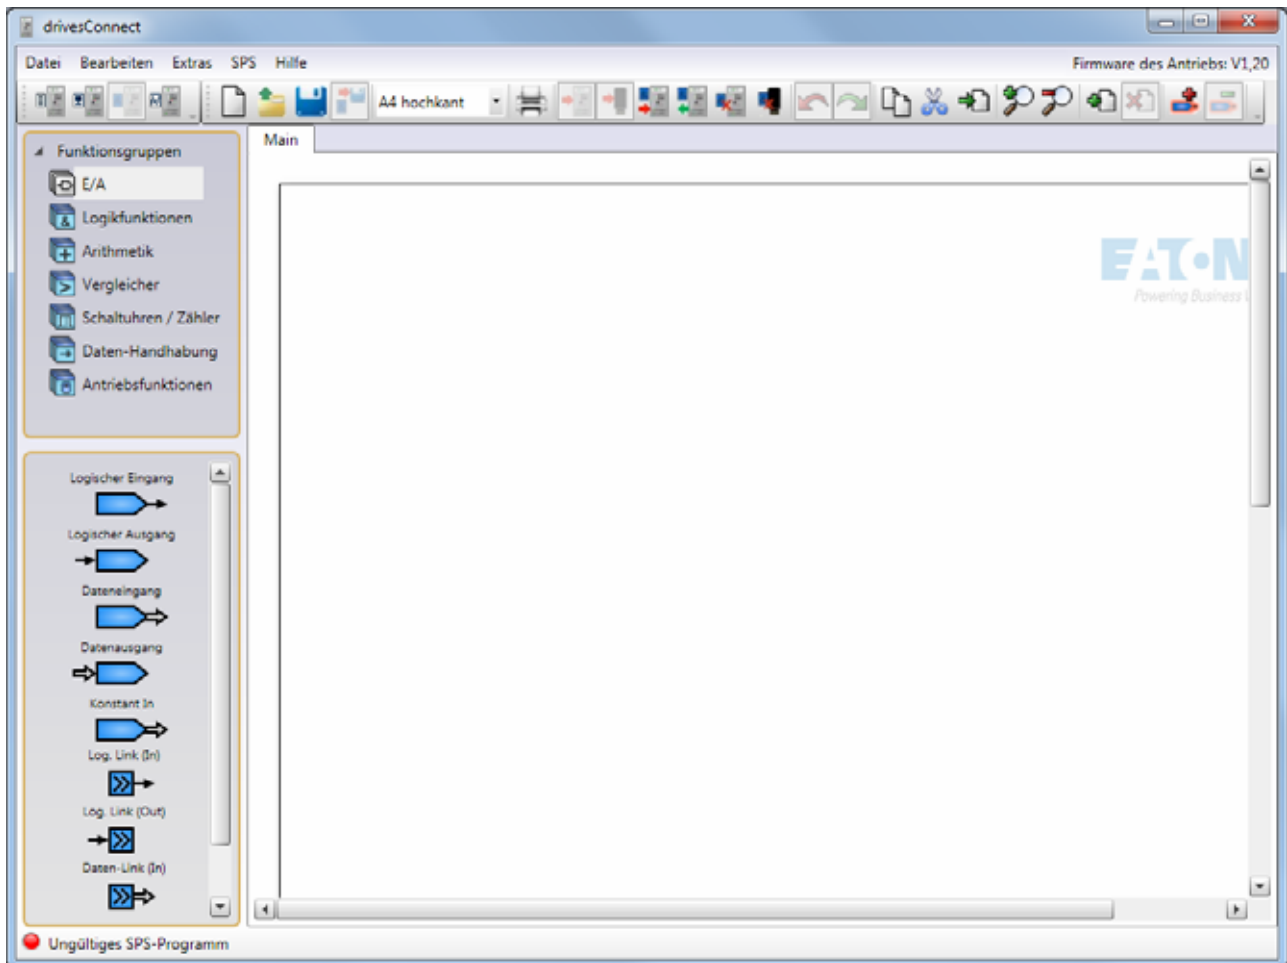 drivesConnect
Datei Bearbeiten Extras SPS Hilfe Firmware des Antriebs: V1,20
A4 hochkant
Funktionsgruppen
E/A
Logikfunktionen
Arithmetik
Vergleicher
Schaltuhren / Zähler
Daten-Handhabung
Antriebsfunktionen
Main
EATON
Powering Business
Logischer Eingang
Logischer Ausgang
Dateneingang
Datenausgang
Konstant In
Log. Link (In)
Log. Link (Out)
Daten-Link (In)
Ungültiges SPS-Programm